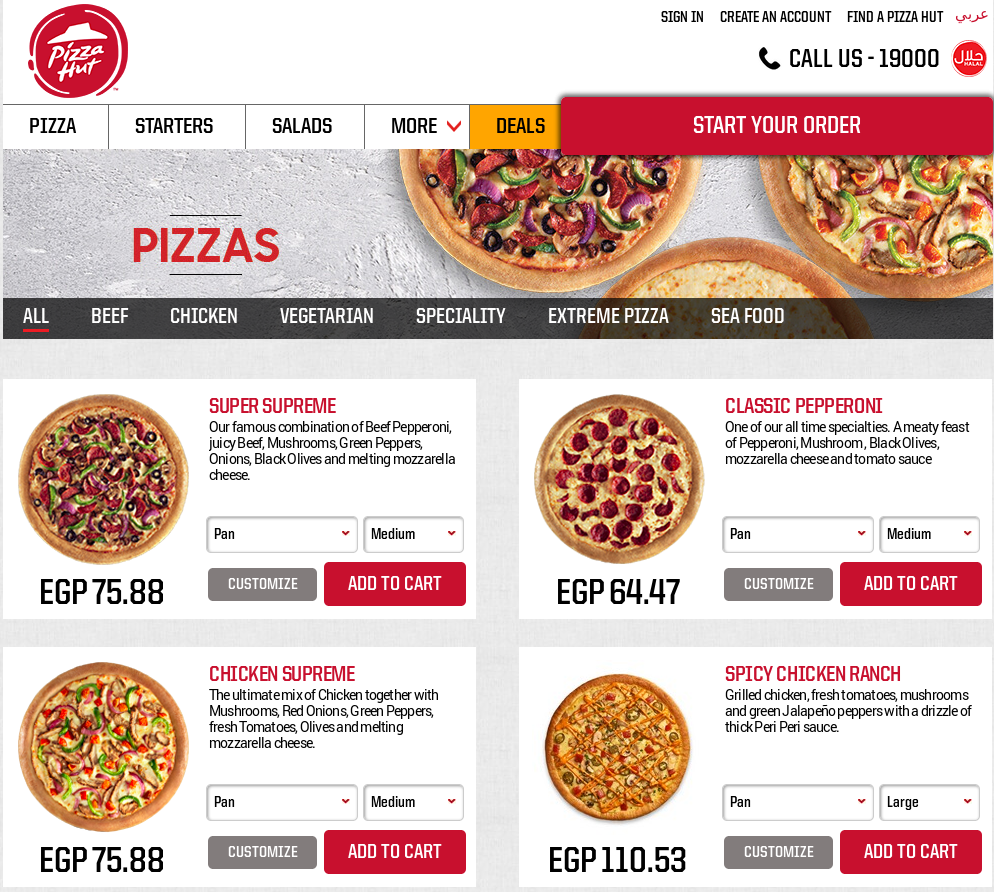 Pizza
Hut
SIGN IN CREATE AN ACCOUNT FIND A PIZZA HUT عربي
CALL US - 19000 حلال HALAL
PIZZA STARTERS SALADS MORE DEALS START YOUR ORDER
PIZZAS
ALL BEEF CHICKEN VEGETARIAN SPECIALITY EXTREME PIZZA SEA FOOD
SUPER SUPREME
Our famous combination of Beef Pepperoni,
juicy Beef, Mushrooms, Green Peppers,
Onions, Black Olives and melting mozzarella
cheese.
Pan Medium
EGP 75.88 CUSTOMIZE ADD TO CART
CLASSIC PEPPERONI
One of our all time specialties. A meaty feast
of Pepperoni, Mushroom , Black Olives,
mozzarella cheese and tomato sauce
Pan Medium
EGP 64.47 CUSTOMIZE ADD TO CART
CHICKEN SUPREME
The ultimate mix of Chicken together with
Mushrooms, Red Onions, Green Peppers,
fresh Tomatoes, Olives and melting
mozzarella cheese.
Pan Medium
EGP 75.88 CUSTOMIZE ADD TO CART
SPICY CHICKEN RANCH
Grilled chicken, fresh tomatoes, mushrooms
and green Jalapeño peppers with a drizzle of
thick Peri Peri sauce.
Pan Large
EGP 110.53 CUSTOMIZE ADD TO CART